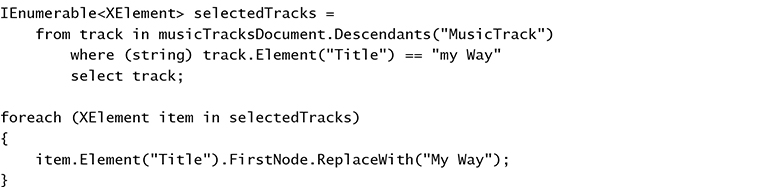 IEnumerable<XElement> selectedTracks =
    from track in musicTracksDocument.Descendants("MusicTrack")
        where (string) track.Element("Title") == "my Way"
        select track;

foreach (XElement item in selectedTracks)
{
    item.Element("Title").FirstNode.ReplaceWith("My Way");
}